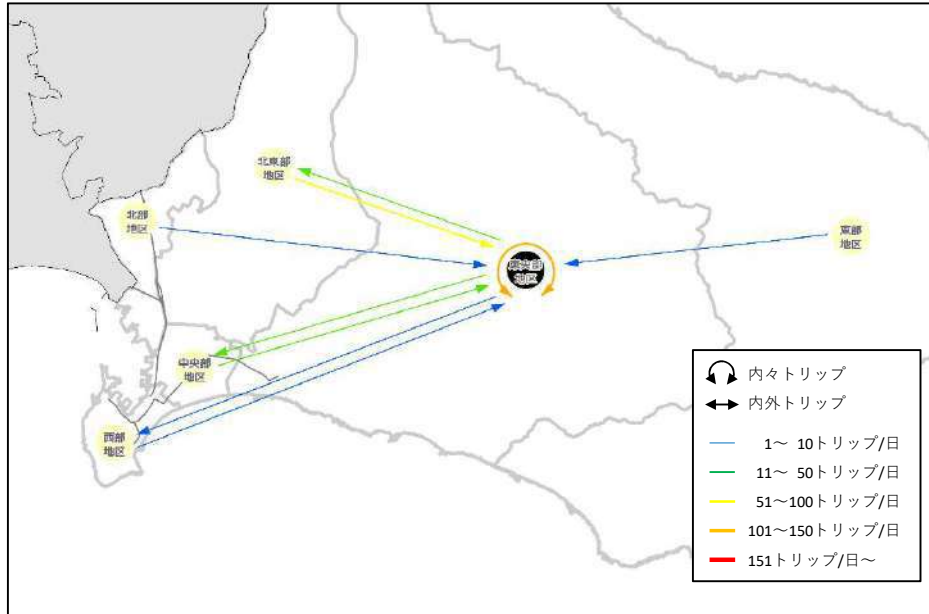 北東部
地区
北部
地区
東部
地区
地区
中央部
地区
西部
地区
内々トリップ
内外トリップ
1～ 10トリップ/日
11～ 50トリップ/日
51～100トリップ/日
101～150トリップ/日
151トリップ/日～